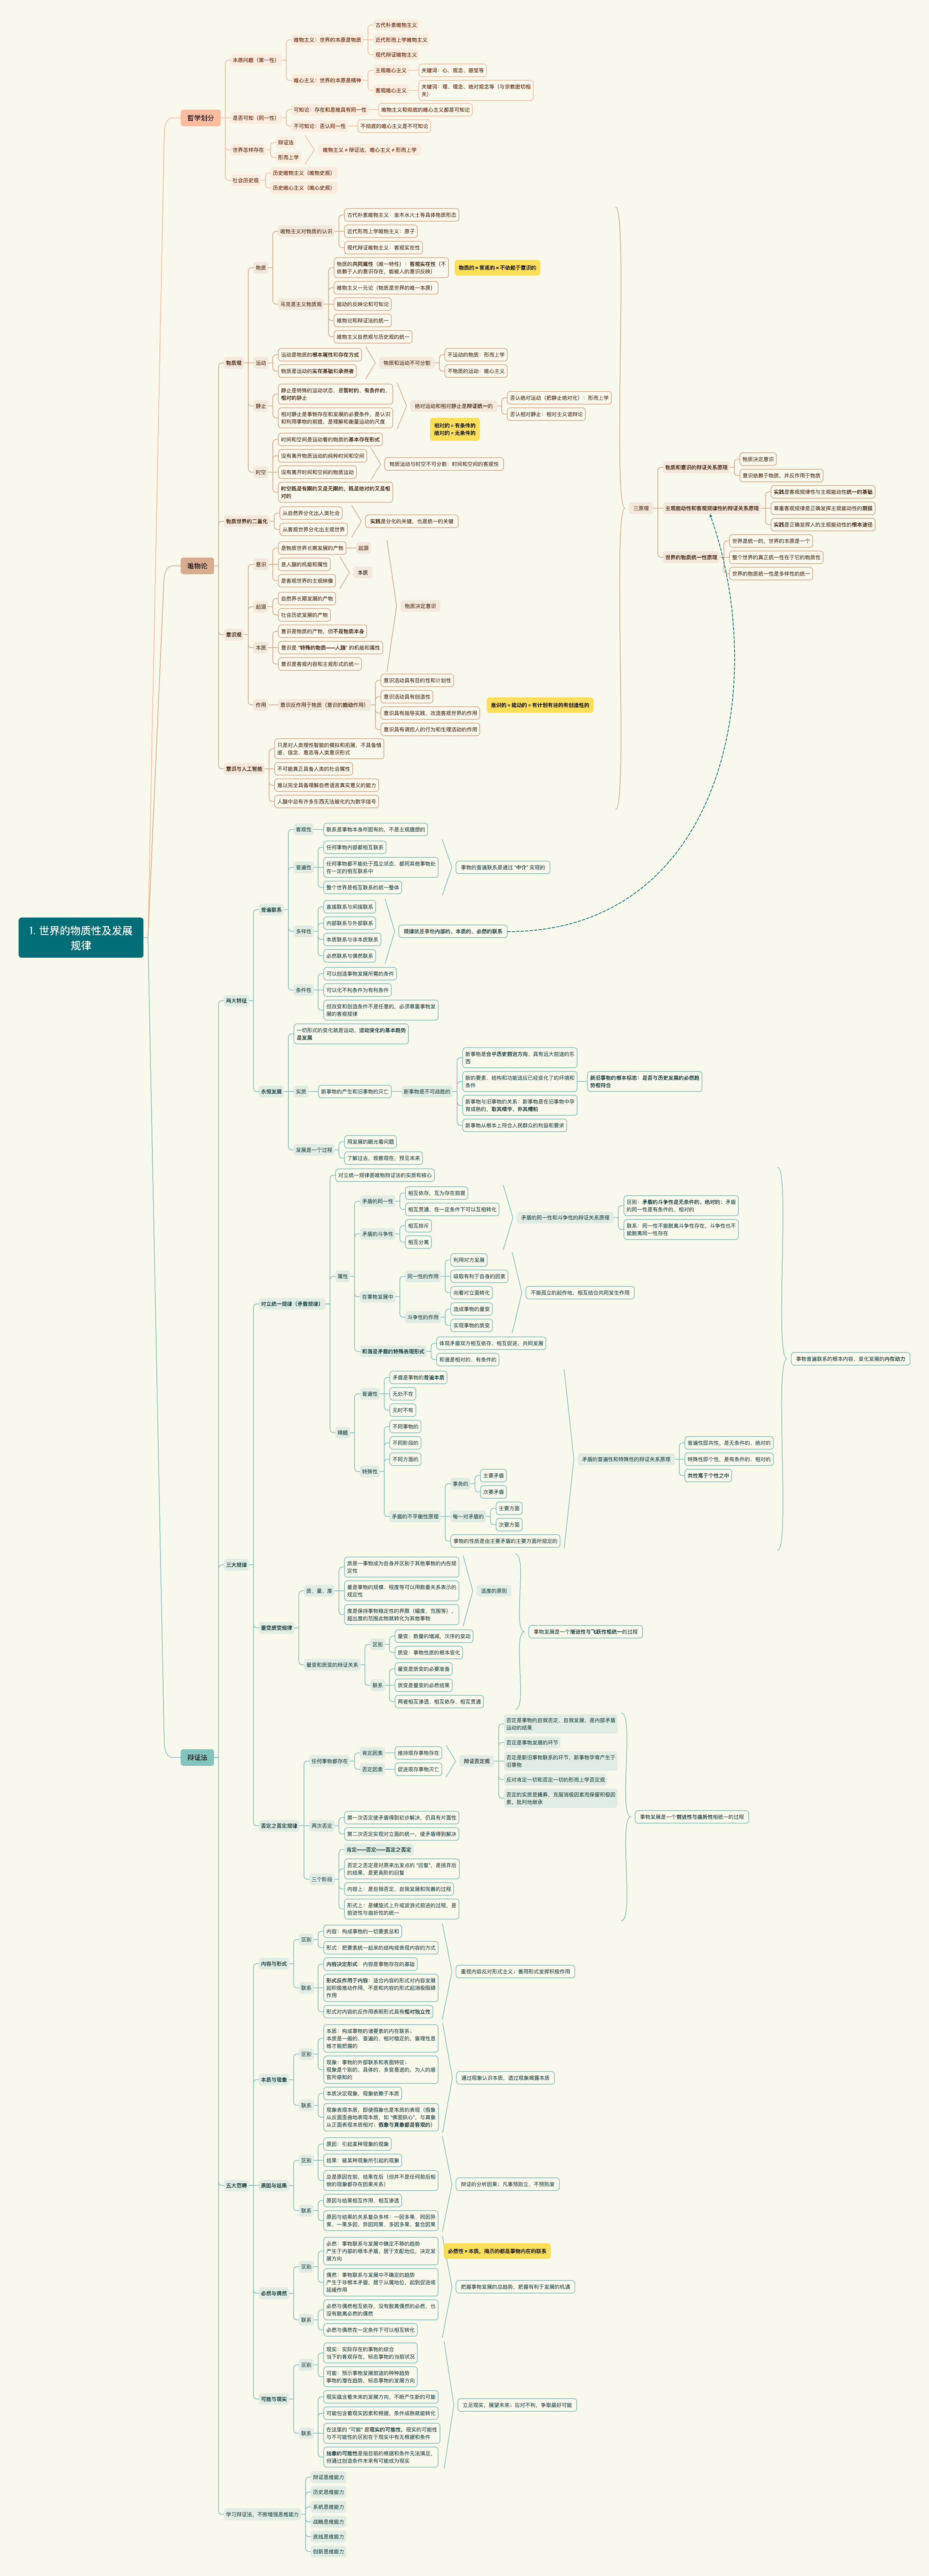 1. 世界的物质性及发展
规律
哲学划分
本原问题（第一性）
唯物主义：世界的本原是物质
古代朴素唯物主义
近代形而上学唯物主义
现代辩证唯物主义
唯心主义：世界的本原是精神
主观唯心主义
关键词：心、观念、感觉等
客观唯心主义
关键词：理、理念、绝对观念等（与宗教密切相
关）
是否可知（同一性）
可知论：存在和思维具有同一性
唯物主义和彻底的唯心主义都是可知论
不可知论：否认同一性
不彻底的唯心主义是不可知论
世界怎样存在
辩证法
形而上学
唯物主义 ≠ 辩证法，唯心主义 ≠ 形而上学
社会历史观
历史唯物主义（唯物史观）
历史唯心主义（唯心史观）
唯物论
物质观
物质
唯物主义对物质的认识
古代朴素唯物主义：金木水火土等具体物质形态
近代形而上学唯物主义：原子
现代辩证唯物主义：客观实在性
马克思主义物质观
物质的共同属性（唯一特性）：客观实在性（不
依赖于人的意识存在，能被人的意识反映）
物质的 = 客观的 = 不依赖于意识的
唯物主义一元论（物质是世界的唯一本原）
能动的反映论和可知论
唯物论和辩证法的统一
唯物主义自然观与历史观的统一
运动
运动是物质的根本属性和存在方式
物质是运动的实在基础和承担者
物质和运动不可分割
不运动的物质：形而上学
不物质的运动：唯心主义
静止
静止是特殊的运动状态，是暂时的、有条件的、
相对的静止
相对静止是事物存在和发展的必要条件，是认识
和利用事物的前提，是理解和衡量运动的尺度
绝对运动和相对静止是辩证统一的
否认绝对运动（把静止绝对化）：形而上学
否认相对静止：相对主义诡辩论
相对的 = 有条件的
绝对的 = 无条件的
时空
时间和空间是运动着的物质的基本存在形式
没有离开物质运动的纯粹时间和空间
没有离开时间和空间的物质运动
时空既是有限的又是无限的，既是绝对的又是相
对的
物质运动与时空不可分割：时间和空间的客观性
物质世界的二重化
从自然界分化出人类社会
从客观世界分化出主观世界
实践是分化的关键，也是统一的关键
意识观
意识
是物质世界长期发展的产物
起源
是人脑的机能和属性
是客观世界的主观映像
本质
起源
自然界长期发展的产物
社会历史发展的产物
本质
意识是物质的产物，但不是物质本身
意识是“特殊的物质——人脑” 的机能和属性
意识是客观内容和主观形式的统一
物质决定意识
作用
意识反作用于物质（意识的能动作用）
意识活动具有目的性和计划性
意识活动具有创造性
意识具有指导实践、改造客观世界的作用
意识具有调控人的行为和生理活动的作用
意识的 = 能动的 = 有计划有目的有创造性的
意识与人工智能
只是对人类理性智能的模拟和拓展，不具备情
感、信念、意志等人类意识形式
不可能真正具备人类的社会属性
难以完全具备理解自然语言真实意义的能力
人脑中总有许多东西无法被化约为数字信号
三原理
物质和意识的辩证关系原理
物质决定意识
意识依赖于物质，并反作用于物质
主观能动性和客观规律性的辩证关系原理
实践是客观规律性与主观能动性统一的基础
尊重客观规律是正确发挥主观能动性的前提
实践是正确发挥人的主观能动性的根本途径
世界的物质统一性原理
世界是统一的，世界的本原是一个
整个世界的真正统一性在于它的物质性
世界的物质统一性是多样性的统一
辩证法
两大特征
普遍联系
客观性
联系是事物本身所固有的，不是主观臆想的
普遍性
任何事物内部都相互联系
任何事物都不能处于孤立状态，都同其他事物处
在一定的相互联系中
整个世界是相互联系的统一整体
事物的普遍联系是通过 “中介” 实现的
多样性
直接联系与间接联系
内部联系与外部联系
本质联系与非本质联系
必然联系与偶然联系
规律就是事物内部的、本质的、必然的联系
条件性
可以创造事物发展所需的条件
可以化不利条件为有利条件
但改变和创造条件不是任意的，必须尊重事物发
展的客观规律
永恒发展
一切形式的变化就是运动，运动变化的基本趋势
是发展
实质
新事物的产生和旧事物的灭亡
新事物是不可战胜的
新事物是合乎历史前进方向、具有远大前途的东
西
新的要素、结构和功能适应已经变化了的环境和
条件
新旧事物的根本标志：是否与历史发展的必然趋
势相符合
新事物与旧事物的关系：新事物是在旧事物中孕
育成熟的，取其精华、弃其糟粕
新事物从根本上符合人民群众的利益和要求
发展是一个过程
用发展的眼光看问题
了解过去、观察现在、预见未来
三大规律
对立统一规律（矛盾规律）
对立统一规律是唯物辩证法的实质和核心
属性
矛盾的同一性
相互依存，互为存在前提
相互贯通，在一定条件下可以互相转化
矛盾的斗争性
相互排斥
相互分离
矛盾的同一性和斗争性的辩证关系原理
区别：矛盾的斗争性是无条件的、绝对的；矛盾
的同一性是有条件的、相对的
联系：同一性不能脱离斗争性存在，斗争性也不
能脱离同一性存在
在事物发展中
同一性的作用
利用对方发展
吸取有利于自身的因素
向着对立面转化
斗争性的作用
造成事物的量变
实现事物的质变
不能孤立的起作地，相互结合共同发生作用
和谐是矛盾的特殊表现形式
体现矛盾双方相互依存、相互促进、共同发展
和谐是相对的、有条件的
精髓
普遍性
矛盾是事物的普遍本质
无处不在
无时不有
特殊性
不同事物的
不同阶段的
不同方面的
矛盾的不平衡性原理
事务的
主要矛盾
次要矛盾
每一对矛盾的
主要方面
次要方面
事物的性质是由主要矛盾的主要方面所规定的
矛盾的普遍性和特殊性的辩证关系原理
普遍性即共性，是无条件的、绝对的
特殊性即个性，是有条件的、相对的
共性寓于个性之中
事物普遍联系的根本内容，变化发展的内在动力
量变质变规律
质、量、度
质是一事物成为自身并区别于其他事物的内在规
定性
量是事物的规模、程度等可以用数量关系表示的
规定性
度是保持事物稳定性的界限（幅度、范围等），
超出度的范围此物就转化为其他事物
适度的原则
量变和质变的辩证关系
区别
量变：数量的增减、次序的变动
质变：事物性质的根本变化
联系
量变是质变的必要准备
质变是量变的必然结果
两者相互渗透、相互依存、相互贯通
事物发展是一个渐进性与飞跃性相统一的过程
否定之否定规律
任何事物都存在
肯定因素
维持现存事物存在
否定因素
促进现存事物灭亡
辩证否定观
否定是事物的自我否定、自我发展，是内部矛盾
运动的结果
否定是事物发展的环节
否定是新旧事物联系的环节，新事物孕育产生于
旧事物
反对肯定一切和否定一切的形而上学否定观
否定的实质是扬弃，克服消极因素而保留积极因
素，批判地继承
两次否定
第一次否定使矛盾得到初步解决，仍具有片面性
第二次否定实现对立面的统一，使矛盾得到解决
三个阶段
肯定——否定——否定之否定
否定之否定是对原来出发点的 “回复”，是扬弃后
的结果，是更高阶的回复
内容上：是自我否定、自我发展和完善的过程
形式上：是螺旋式上升或波浪式前进的过程，是
前进性与曲折性的统一
事物发展是一个前进性与曲折性相统一的过程
五大范畴
内容与形式
区别
内容：构成事物的一切要素总和
形式：把要素统一起来的结构或表现内容的方式
联系
内容决定形式：内容是事物存在的基础
形式反作用于内容：适合内容的形式对内容发展
起积极推动作用，不是和内容的形式起消极阻碍
作用
形式对内容的反作用表明形式具有相对独立性
重视内容反对形式主义；善用形式发挥积极作用
本质与现象
区别
本质：构成事物的诸要素的内在联系；
本质是一般的、普遍的、相对稳定的，靠理性思
维才能把握的
现象：事物的外部联系和表面特征；
现象是个别的、具体的、多变易逝的，为人的感
官所感知的
联系
本质决定现象，现象依赖于本质
现象表现本质，即使假象也是本质的表现（假象
从反面歪曲地表现本质，如 “佛面妖心”，与真象
从正面表现本质相对；假象与真象都是客观的）
通过现象认识本质，透过现象揭露本质
原因与结果
区别
原因：引起某种现象的现象
结果：被某种现象所引起的现象
总是原因在前，结果在后（但并不是任何前后相
继的现象都存在因果关系）
联系
原因与结果相互作用，相互渗透
原因与结果的关系复杂多样：一因多果、同因异
果、一果多因、异因同果、多因多果、复合因果
辩证的分析因果；凡事预则立，不预则废
必然与偶然
区别
必然：事物联系与发展中确定不移的趋势
产生于内部的根本矛盾，居于支配地位，决定发
展方向
偶然：事物联系与发展中不确定的趋势
产生于非根本矛盾，居于从属地位，起到促进或
延缓作用
联系
必然与偶然相互依存，没有脱离偶然的必然，也
没有脱离必然的偶然
必然与偶然在一定条件下可以相互转化
必然性 = 本质，揭示的都是事物内在的联系
把握事物发展的总趋势，把握有利于发展的机遇
可能与现实
区别
现实：实际存在的事物的综合
当下的客观存在，标志事物的当前状况
可能：预示事物发展前途的种种趋势
事物的潜在趋势，标志事物的发展方向
联系
现实蕴含着未来的发展方向，不断产生新的可能
可能包含着现实因素和根据，条件成熟就能转化
在这里的 “可能” 是现实的可能性，现实的可能性
与不可能性的区别在于现实中有无根据和条件
抽象的可能性是指目前的根据和条件无法满足，
但通过创造条件未来有可能成为现实
立足现实，展望未来；应对不利，争取最好可能
学习辩证法，不断增强思维能力
辩证思维能力
历史思维能力
系统思维能力
战略思维能力
底线思维能力
创新思维能力